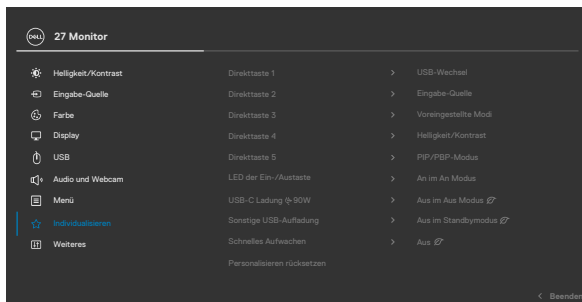 DELL 27 Monitor
Helligkeit/Kontrast Direkttaste 1 > USB-Wechsel
Eingabe-Quelle Direkttaste 2 > Eingabe-Quelle
Farbe Direkttaste 3 > Voreingestellte Modi
Display Direkttaste 4 > Helligkeit/Kontrast
USB Direkttaste 5 > PIP/PBP-Modus
Audio und Webcam LED der Ein-/Austaste > An im An Modus
Menü USB-C Ladung 90W > Aus im Aus Modus
Individualisieren Sonstige USB-Aufladung > Aus im Standbymodus
Weiteres Schnelles Aufwachen > Aus
Personalisieren rücksetzen
< Beenden